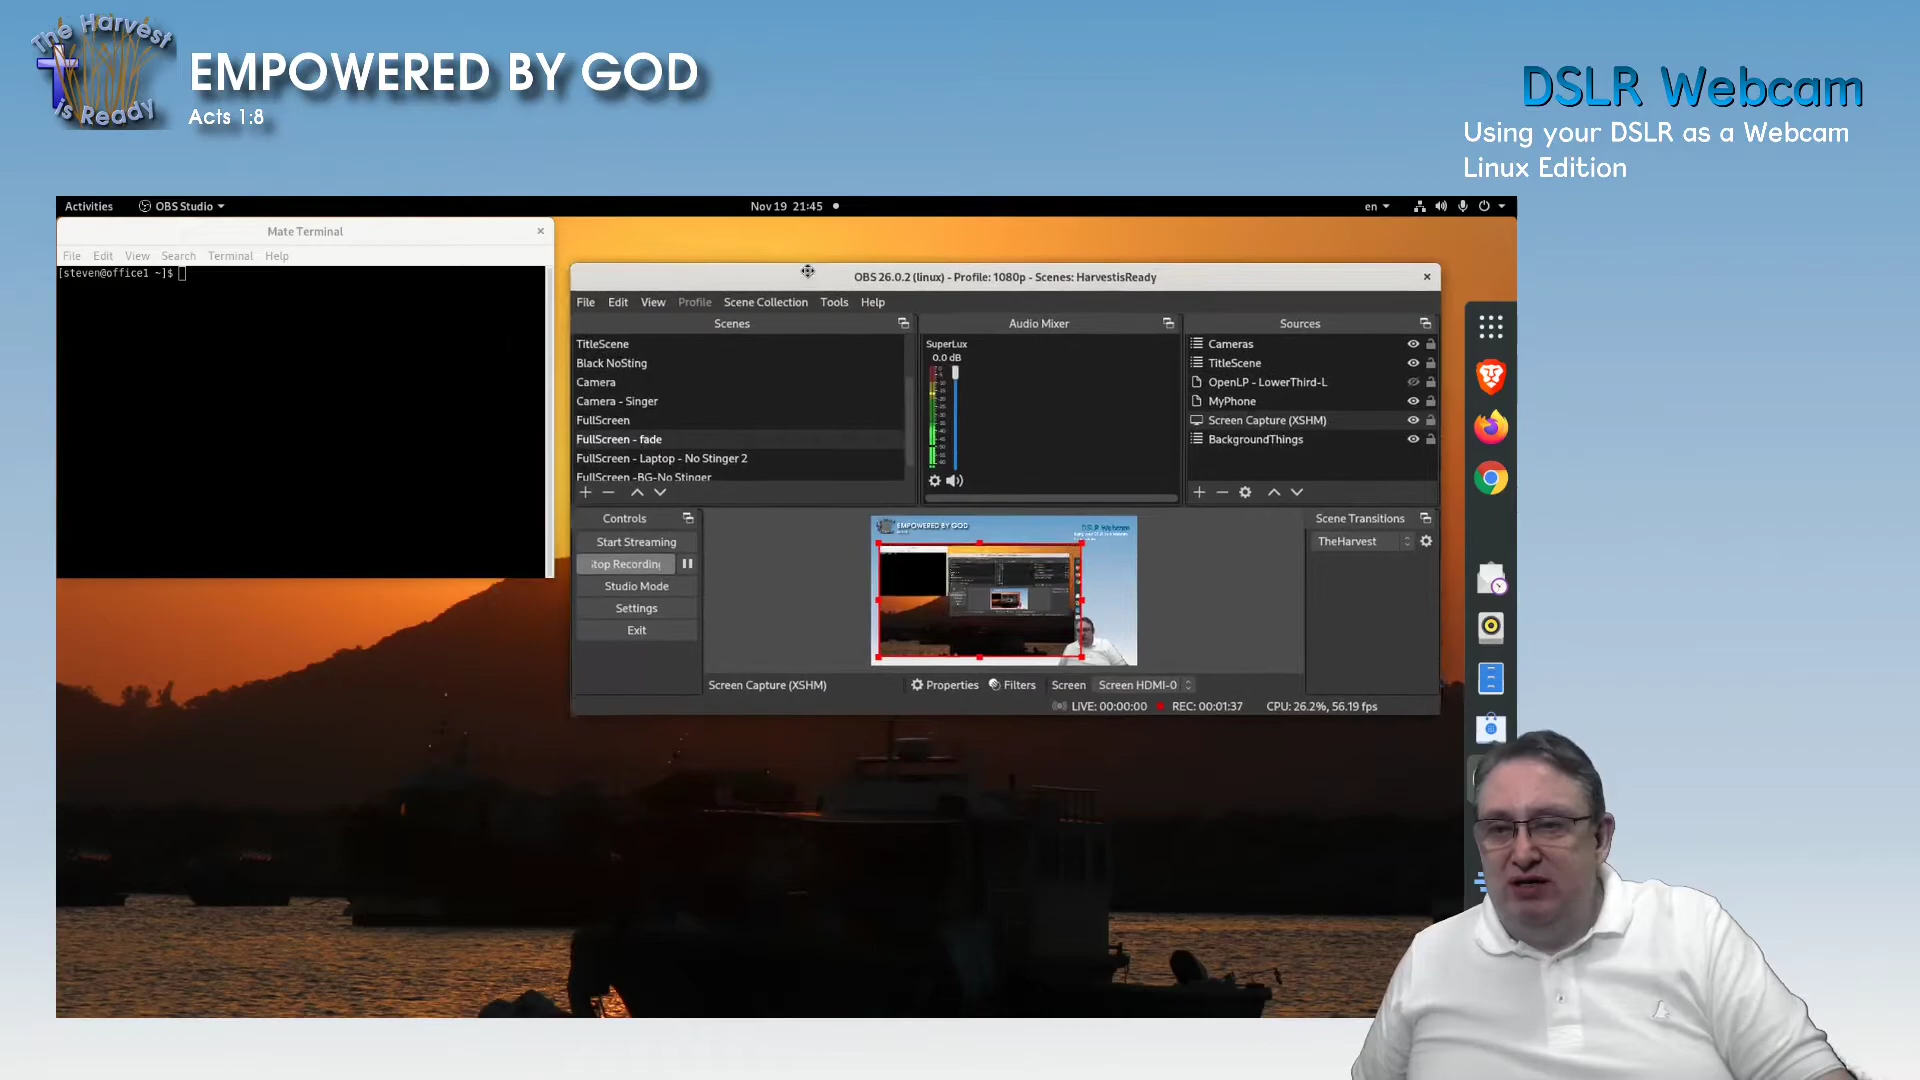 The Harvest
is Ready
EMPOWERED BY GOD
Acts 1:8
DSLR Webcam
Using your DSLR as a Webcam
Linux Edition
Activities OBS Studio Nov 19 21:45 en
Mate Terminal
File Edit View Search Terminal Help
[steven@office1 ~]$
OBS 26.0.2 (linux) - Profile: 1080p - Scenes: HarvestisReady
File Edit View Profile Scene Collection Tools Help
Scenes
TitleScene
Black NoSting
Camera
Camera - Singer
FullScreen
FullScreen - fade
FullScreen - Laptop - No Stinger 2
FullScreen -BG-No Stinger
Audio Mixer
SuperLux
0.0 dB
Sources
Cameras
TitleScene
OpenLP - LowerThird-L
MyPhone
Screen Capture (XSHM)
BackgroundThings
Controls
Start Streaming
top Recording
Studio Mode
Settings
Exit
EMPOWERED BY GOD
DSLR Webcam
Scene Transitions
TheHarvest
Screen Capture (XSHM) Properties Filters Screen Screen HDMI-0
LIVE: 00:00:00 REC: 00:01:37 CPU: 26.2%, 56.19 fps